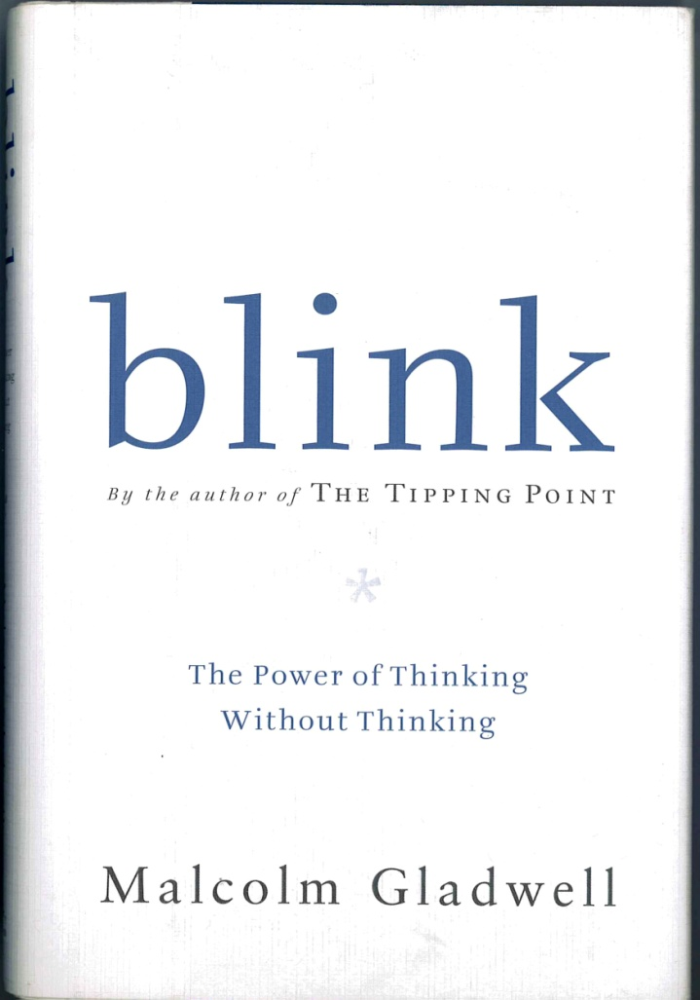 blink
By the author of THE TIPPING POINT
*
The Power of Thinking
Without Thinking
Malcolm Gladwell